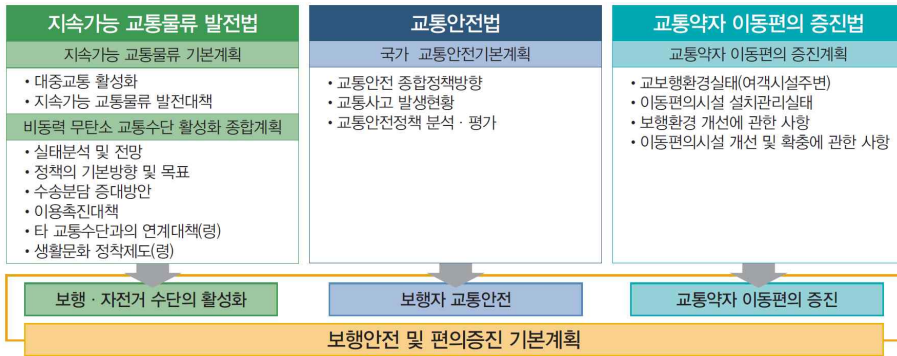 지속가능 교통물류 발전법
지속가능 교통물류 기본계획
• 대중교통 활성화
• 지속가능 교통물류 발전대책
비동력 무탄소 교통수단 활성화 종합계획
• 실태분석 및 전망
• 정책의 기본방향 및 목표
• 수송분담 증대방안
• 이용촉진대책
• 타 교통수단과의 연계대책(령)
• 생활문화 정착제도(령)
보행 · 자전거 수단의 활성화
교통안전법
국가 교통안전기본계획
• 교통안전 종합정책방향
• 교통사고 발생현황
• 교통안전정책 분석 · 평가
보행자 교통안전
교통약자 이동편의 증진법
교통약자 이동편의 증진계획
• 교보행환경실태(여객시설주변)
• 이동편의시설 설치관리실태
• 보행환경 개선에 관한 사항
• 이동편의시설 개선 및 확충에 관한 사항
교통약자 이동편의 증진
보행안전 및 편의증진 기본계획